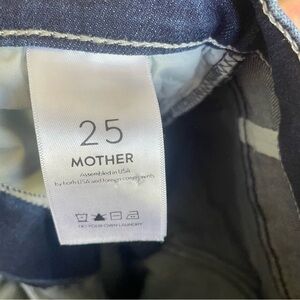 25
MOTHER
Assembled in USA
by both USA and foreign components
DO YOUR OWN LAUNDRY